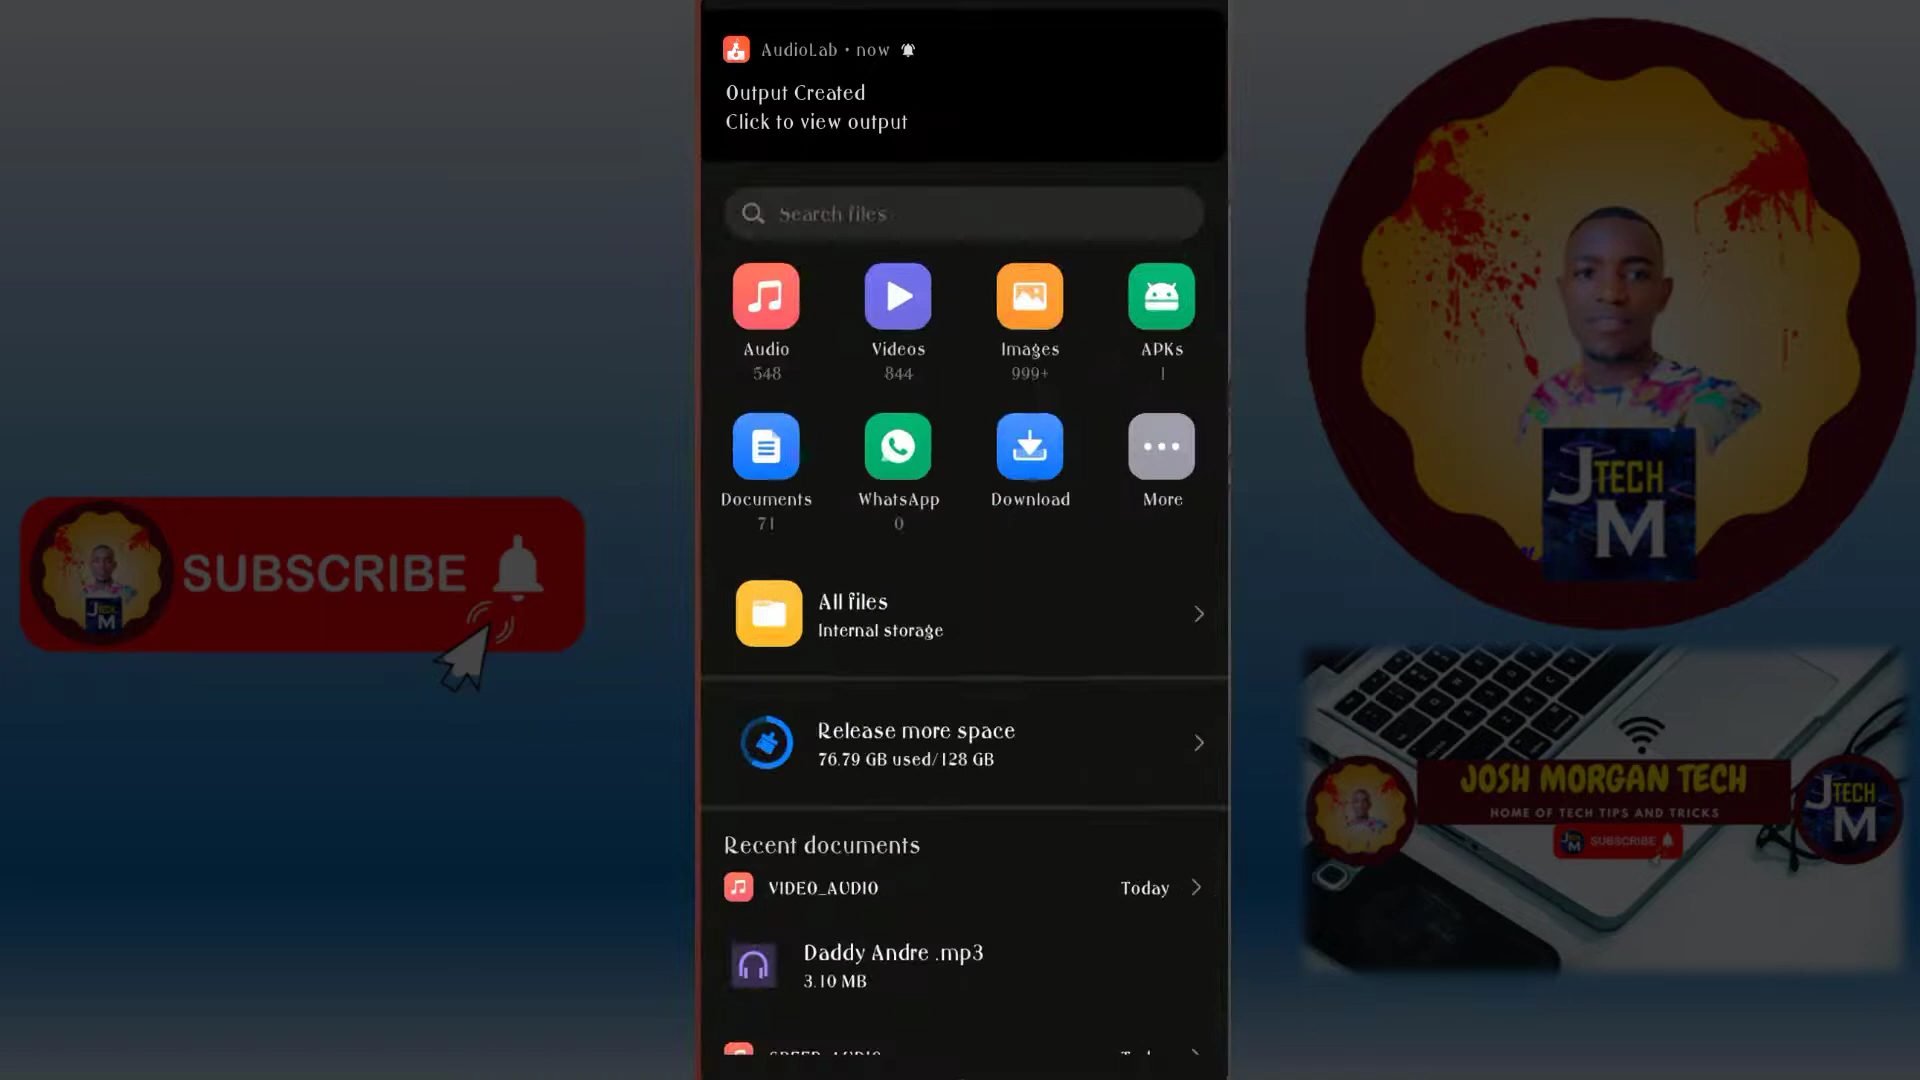 AudioLab • now
Output Created
Click to view output
Search files
Audio
548
Videos
844
Images
999+
APKs
1
Documents
71
WhatsApp
0
Download
More
All files
Internal storage
Release more space
76.79 GB used/128 GB
Recent documents
VIDEO_AUDIO
Today
Daddy Andre .mp3
3.10 MB
SUBSCRIBE
J TECH
M
JOSH MORGAN TECH
HOME OF TECH TIPS AND TRICKS
SUBSCRIBE
J TECH
M